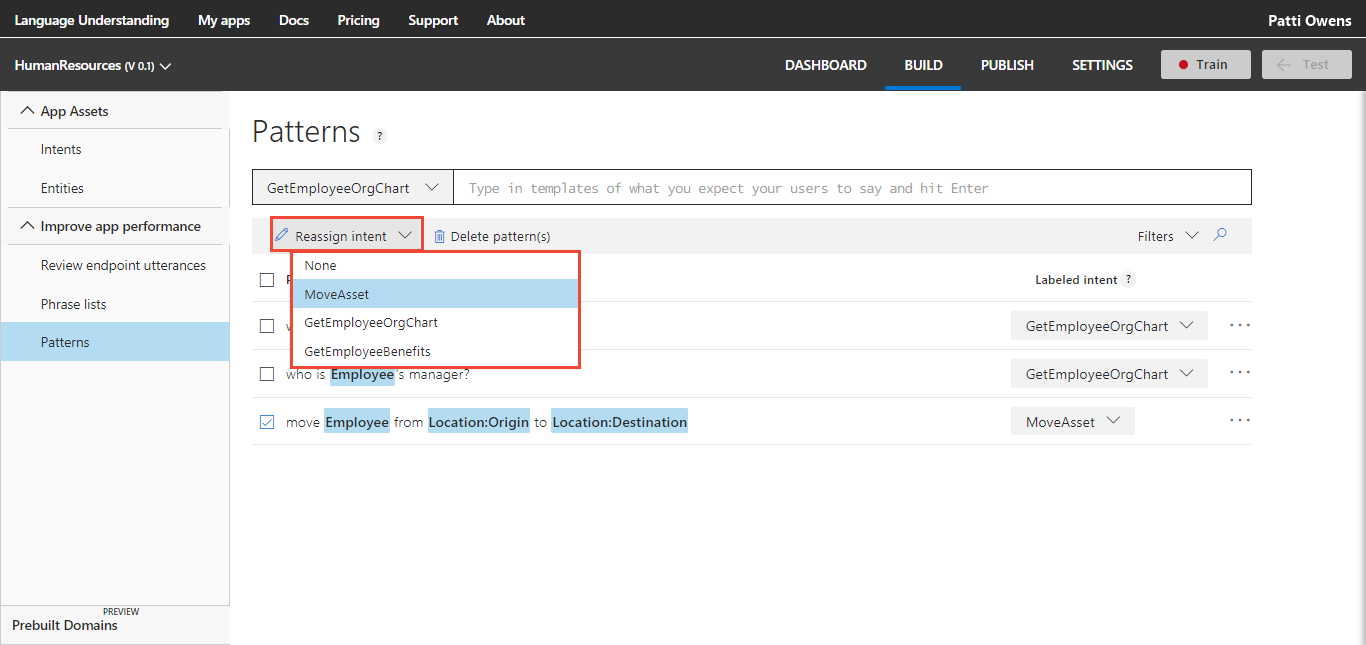 Language Understanding My apps Docs Pricing Support About Patti Owens
HumanResources (V 0.1) DASHBOARD BUILD PUBLISH SETTINGS Train Test
App Assets
Intents
Entities
Improve app performance
Review endpoint utterances
Phrase lists
Patterns
PREVIEW
Prebuilt Domains
Patterns ?
GetEmployeeOrgChart Type in templates of what you expect your users to say and hit Enter
Reassign intent Delete pattern(s) Filters
None
MoveAsset
GetEmployeeOrgChart
GetEmployeeBenefits
Labeled intent ?
GetEmployeeOrgChart ...
who is Employee's manager? GetEmployeeOrgChart ...
move Employee from Location:Origin to Location:Destination MoveAsset ...